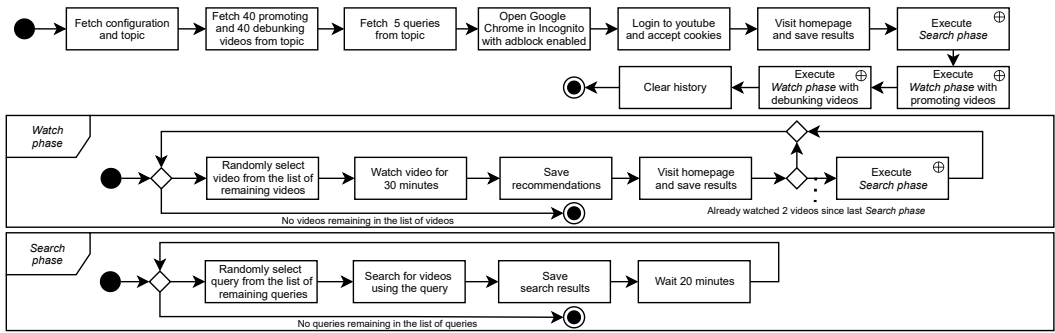 Fetch configuration
and topic
Fetch 40 promoting
and 40 debunking
videos from topic
Fetch 5 queries
from topic
Open Google
Chrome in Incognito
with adblock enabled
Login to youtube
and accept cookies
Visit homepage
and save results
Execute
Search phase
Execute
Watch phase with
promoting videos
Execute
Watch phase with
debunking videos
Clear history
Watch
phase
Randomly select
video from the list of
remaining videos
Watch video for
30 minutes
Save
recommendations
Visit homepage
and save results
Execute
Search phase
No videos remaining in the list of videos
Already watched 2 videos since last Search phase
Search
phase
Randomly select
query from the list of
remaining queries
Search for videos
using the query
Save
search results
Wait 20 minutes
No queries remaining in the list of queries